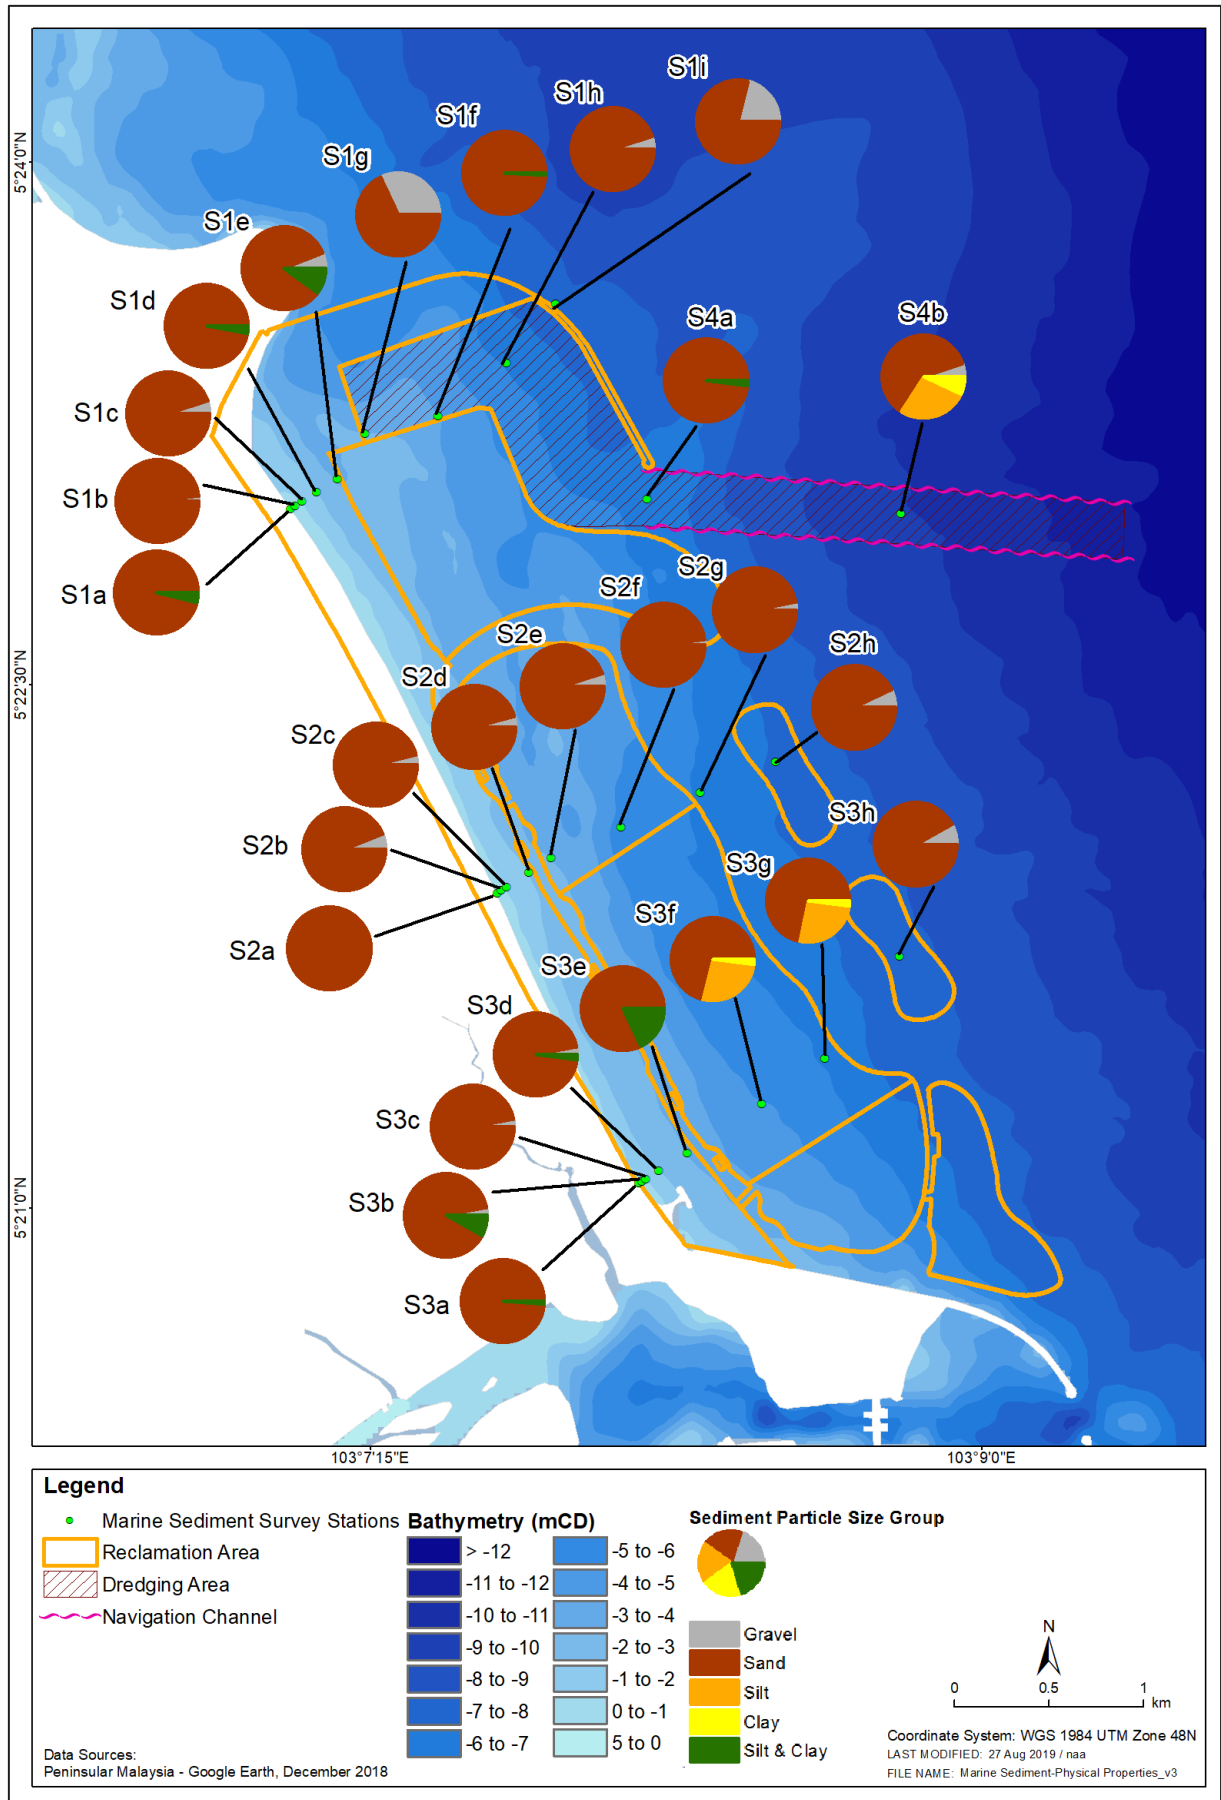 S1i
S1h
S1f
S1g
5°24'0"N
S1e
S1d
S4a
S4b
S1c
S1b
S1a
S2g
S2f
S2e
S2h
5°22'30"N
S2d
S2c
S3h
S2b
S3g
S3f
S2a
S3e
S3d
S3c
5°21'0"N
S3b
S3a
103°7'15"E
103°9'0"E
Legend
Marine Sediment Survey Stations
Reclamation Area
Dredging Area
Navigation Channel
Bathymetry (mCD)
> -12
-11 to -12
-10 to -11
-9 to -10
-8 to -9
-7 to -8
-6 to -7
-5 to -6
-4 to -5
-3 to -4
-2 to -3
-1 to -2
0 to -1
5 to 0
Sediment Particle Size Group
Gravel
Sand
Silt
Clay
Silt & Clay
N
0 0.5 1
km
Coordinate System: WGS 1984 UTM Zone 48N
LAST MODIFIED: 27 Aug 2019 / naa
FILE NAME: Marine Sediment-Physical Properties_v3
Data Sources:
Peninsular Malaysia - Google Earth, December 2018